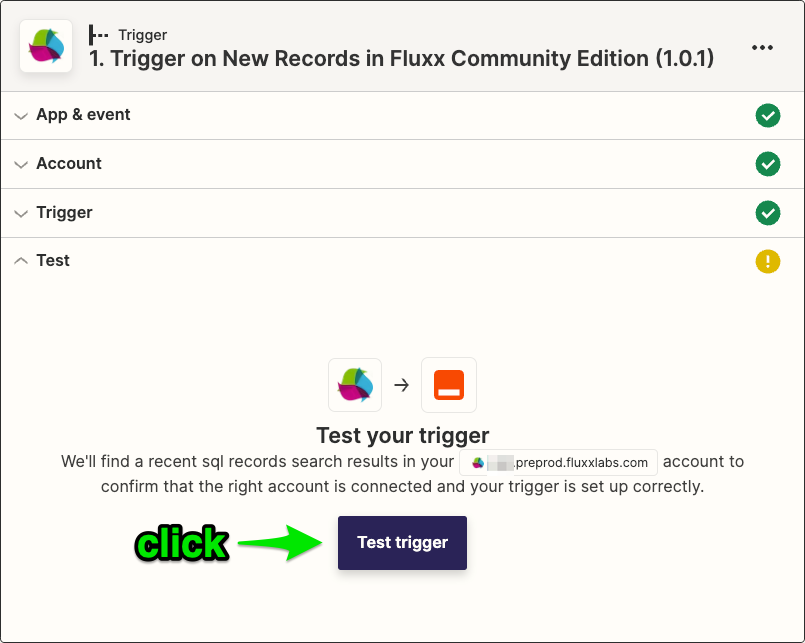 Trigger
1. Trigger on New Records in Fluxx Community Edition (1.0.1)
App & event
Account
Trigger
Test
Test your trigger
We'll find a recent sql records search results in your .preprod.fluxxlabs.com account to
confirm that the right account is connected and your trigger is set up correctly.
click Test trigger